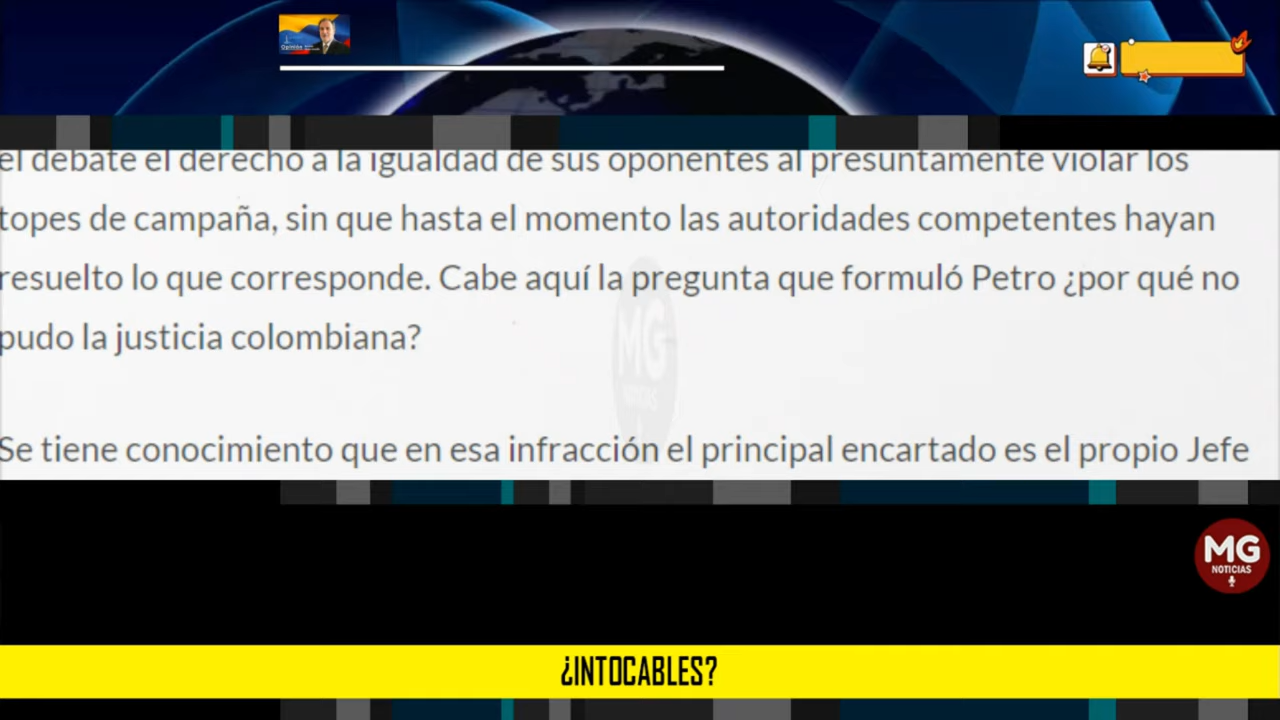 Opinión
el debate el derecho a la igualdad de sus oponentes al presuntamente violar los
topes de campaña, sin que hasta el momento las autoridades competentes hayan
resuelto lo que corresponde. Cabe aquí la pregunta que formuló Petro ¿por qué no
pudo la justicia colombiana?
MG
NOTICIAS
Se tiene conocimiento que en esa infracción el principal encartado es el propio Jefe
MG
NOTICIAS
¿INTOCABLES?